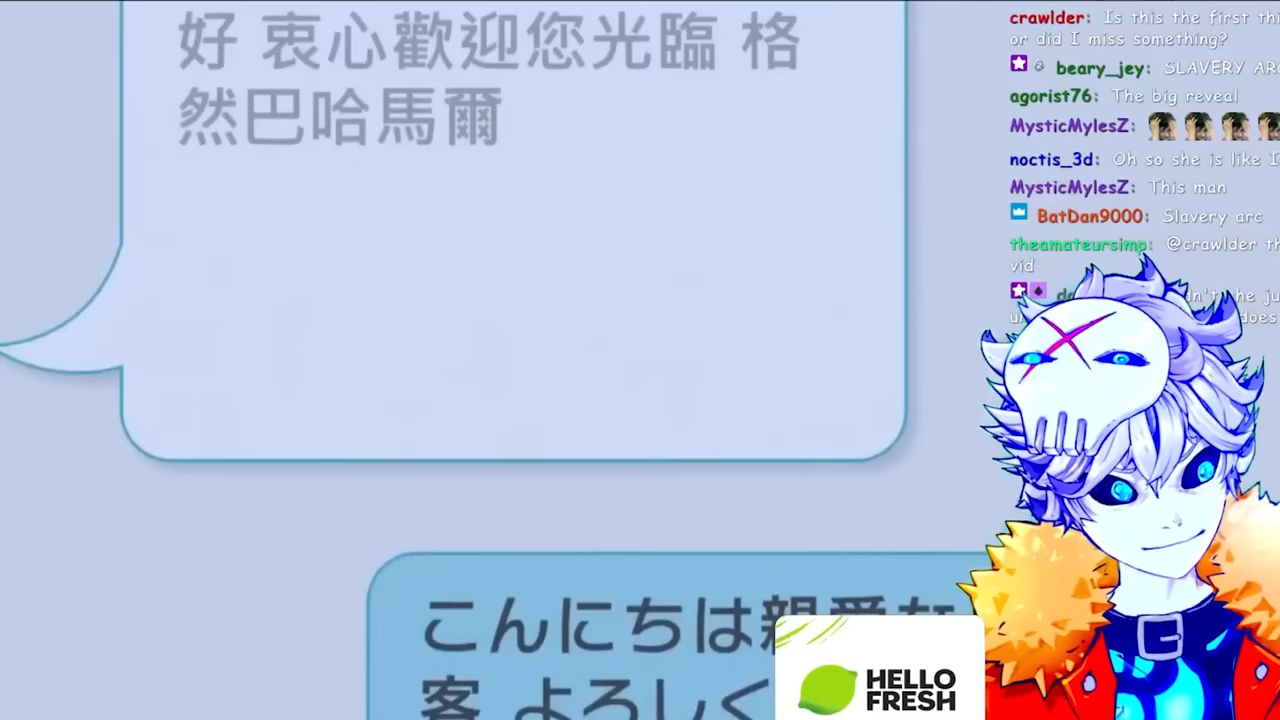 好 衷心歡迎您光臨 格
然巴哈馬爾
こんにちは親愛な
客 よろしく
crawlder: Is this the first thi
or did I miss something?
beary_jey: SLAVERY ARC
agorist76: The big reveal
MysticMylesZ:
noctis_3d: Oh so she is like I
MysticMylesZ: This man
BatDan9000: Slavery arc
theamateursimp: @crawlder th
vid
HELLO
FRESH